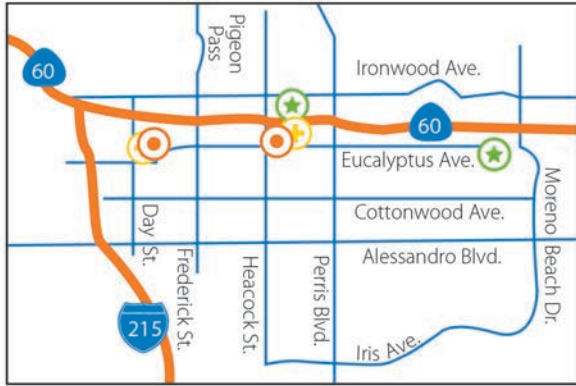 Pigeon
Pass
60
Ironwood Ave.
60
Eucalyptus Ave.
Cottonwood Ave.
Alessandro Blvd.
Day St.
Frederick St.
Heacock St.
Perris Blvd.
Moreno Beach Dr.
215
Iris Ave.